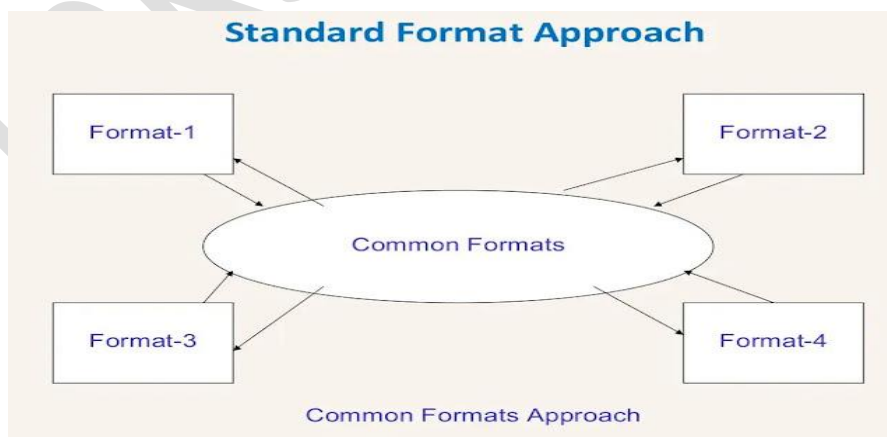 Standard Format Approach
Format-1
Format-2
Common Formats
Format-3
Format-4
Common Formats Approach